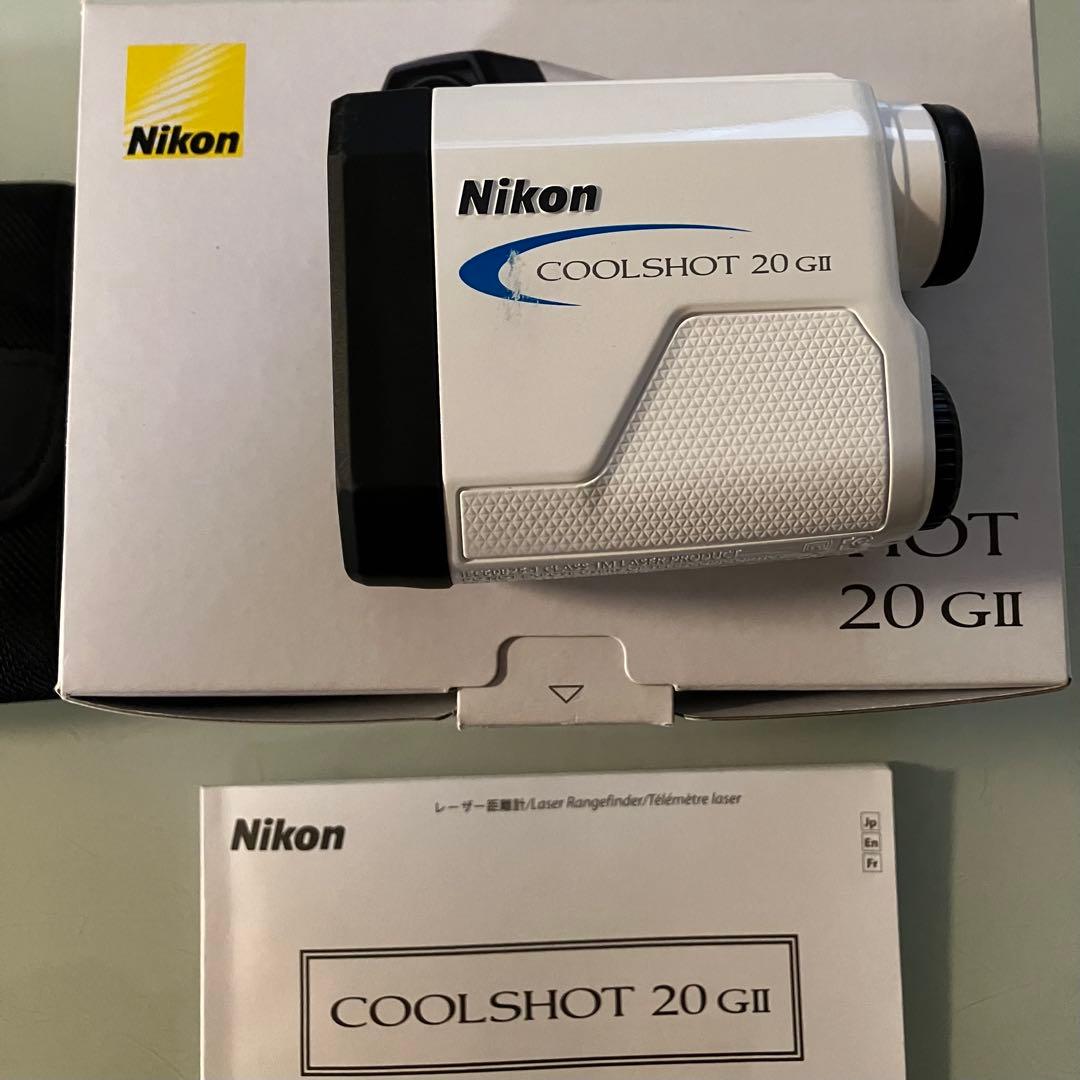 Nikon
Nikon
COOLSHOT 20 GII
CLASS 1M LASER PRODUCT
HOT
20 GII
レーザー距離計/Laser Rangefinder/Télémètre laser
Nikon
Jp
En
Fr
COOLSHOT 20 GII